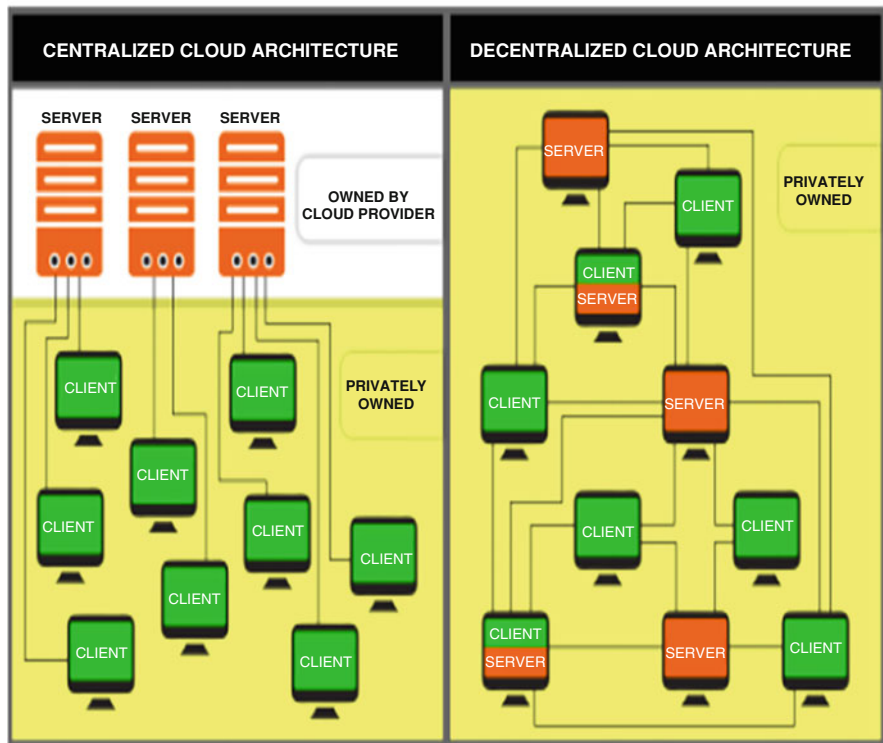 CENTRALIZED CLOUD ARCHITECTURE
SERVER SERVER SERVER
OWNED BY
CLOUD PROVIDER
CLIENT
CLIENT
PRIVATELY
OWNED
CLIENT
CLIENT
CLIENT
CLIENT
CLIENT
CLIENT
CLIENT
DECENTRALIZED CLOUD ARCHITECTURE
SERVER
PRIVATELY
OWNED
CLIENT
CLIENT
SERVER
CLIENT
SERVER
CLIENT
CLIENT
CLIENT
SERVER
SERVER
CLIENT